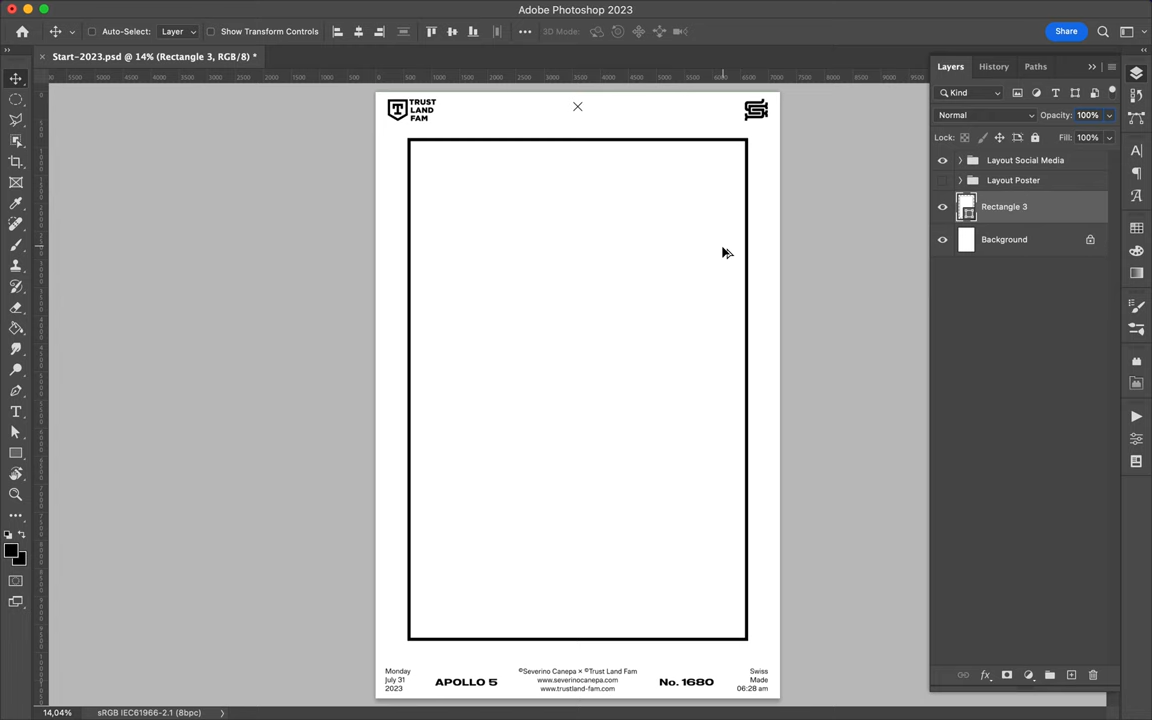 Adobe Photoshop 2023
Auto-Select:
Layer
Show Transform Controls
3D Mode:
Share
Start-2023.psd @ 14% (Rectangle 3, RGB/8) *
Layers
History
Paths
Kind
Normal
Opacity:
100%
Lock:
Fill:
100%
Layout Social Media
Layout Poster
Rectangle 3
Background
TRUST
LAND
FAM
Monday
July 31
2023
APOLLO 5
©Severino Canepa × ©Trust Land Fam
www.severinocanepa.com
www.trustland-fam.com
No. 1680
Swiss
Made
06:28 am
14,04%
sRGB IEC61966-2.1 (8bpc)